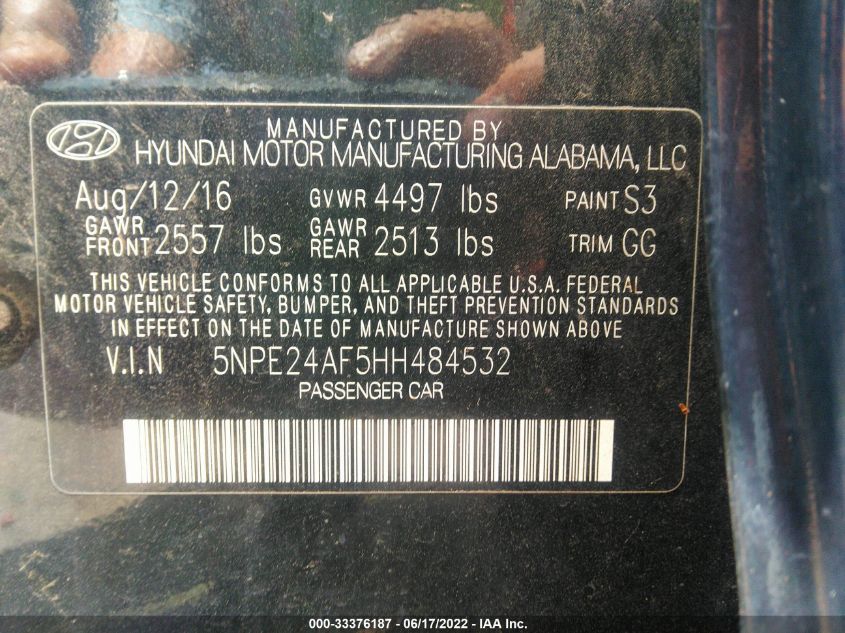 MANUFACTURED BY
HYUNDAI MOTOR MANUFACTURING ALABAMA, LLC
Aug/12/16 GVWR 4497 lbs PAINT S3
GAWR FRONT 2557 lbs GAWR REAR 2513 lbs TRIM GG
THIS VEHICLE CONFORMS TO ALL APPLICABLE U.S.A. FEDERAL
MOTOR VEHICLE SAFETY, BUMPER, AND THEFT PREVENTION STANDARDS
IN EFFECT ON THE DATE OF MANUFACTURE SHOWN ABOVE
V.I.N 5NPE24AF5HH484532
PASSENGER CAR
000-33376187 - 06/17/2022 - IAA Inc.